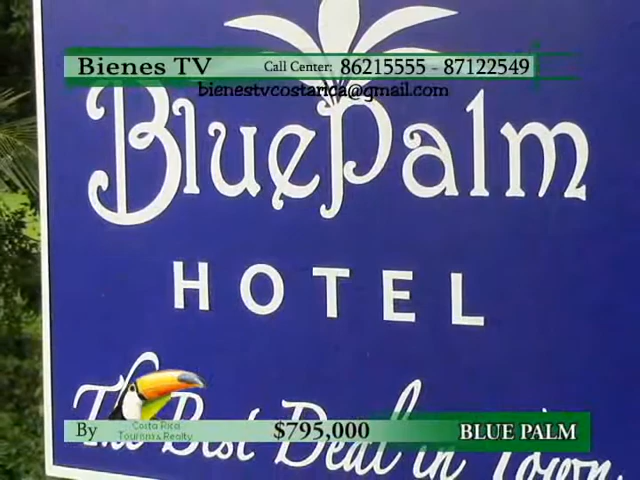 Bienes TV Call Center: 86215555 - 87122549
bienestvcostarica@gmail.com
BluePalm
HOTEL
The Best Deal in Town.
By Costa Rica
Tourism & Realty
$795,000
BLUE PALM